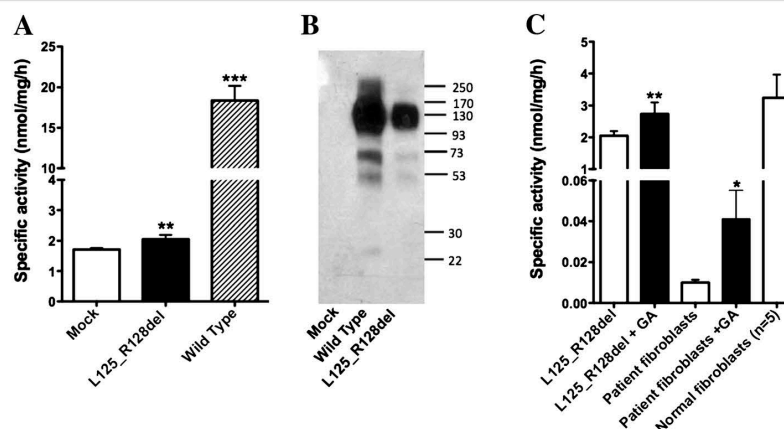 A
Specific activity (nmol/mg/h)
25
20
15
10
4
3
2
1
0
**
***
Mock
L125_R128del
Wild Type
B
250
170
130
93
73
53
30
22
Mock
Wild Type
L125_R128del
C
Specific activity (nmol/mg/h)
5
4
3
2
1
0.06
0.04
0.02
0.00
**
*
L125_R128del
L125_R128del + GA
Patient fibroblasts
Patient fibroblasts +GA
Normal fibroblasts (n=5)